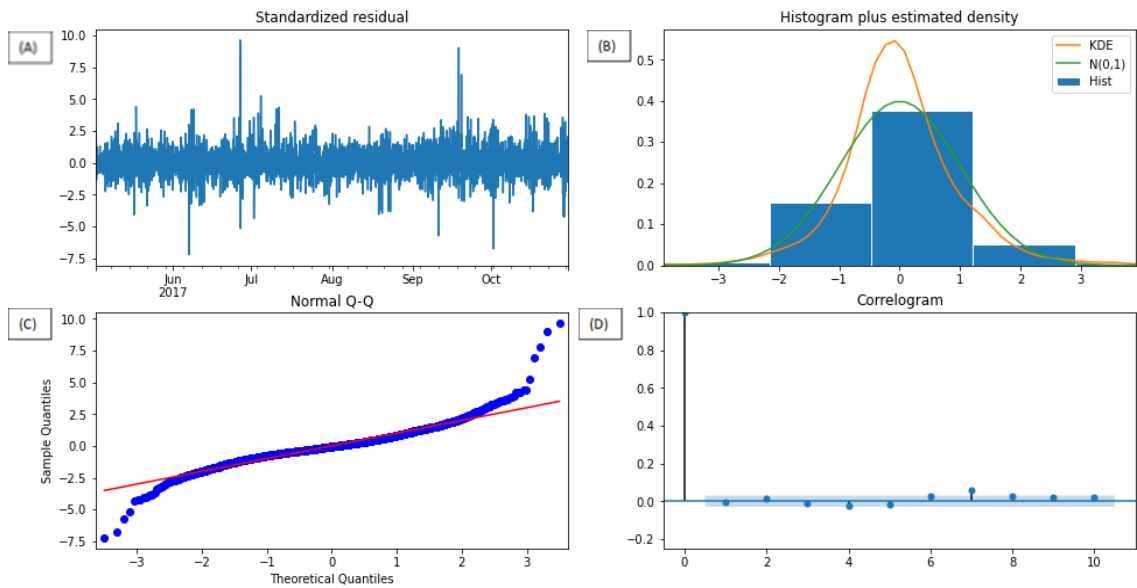 (A)
Standardized residual
10.0
7.5
5.0
2.5
0.0
−2.5
−5.0
−7.5
Jun
2017
Jul
Aug
Sep
Oct
(B)
Histogram plus estimated density
KDE
N(0,1)
Hist
0.5
0.4
0.3
0.2
0.1
0.0
−3 −2 −1 0 1 2 3
(C)
Normal Q-Q
Sample Quantiles
10.0
7.5
5.0
2.5
0.0
−2.5
−5.0
−7.5
−3 −2 −1 0 1 2 3
Theoretical Quantiles
(D)
Correlogram
1.0
0.8
0.6
0.4
0.2
0.0
−0.2
0 2 4 6 8 10